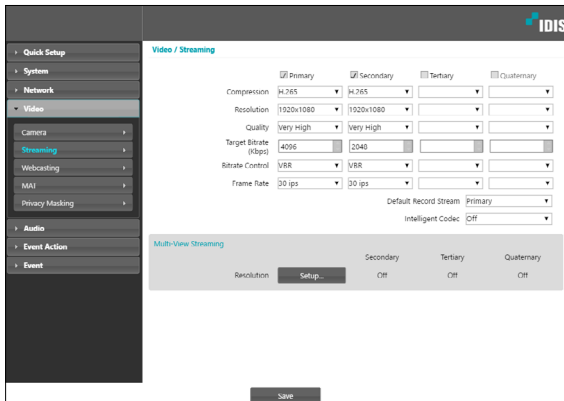 IDIS
Quick Setup
System
Network
Video
Camera
Streaming
Webcasting
MAT
Privacy Masking
Audio
Event Action
Event
Video / Streaming
Primary Secondary Tertiary Quaternary
Compression H.265 H.265
Resolution 1920x1080 1920x1080
Quality Very High Very High
Target Bitrate
(Kbps) 4096 2048
Bitrate Control VBR VBR
Frame Rate 30 ips 30 ips
Default Record Stream Primary
Intelligent Codec Off
Multi-View Streaming
Secondary Tertiary Quaternary
Resolution Setup... Off Off Off
Save